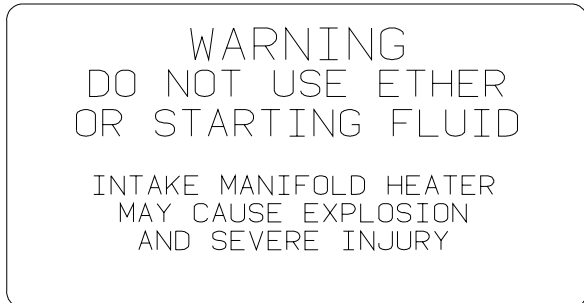 WARNING
DO NOT USE ETHER
OR STARTING FLUID
INTAKE MANIFOLD HEATER
MAY CAUSE EXPLOSION
AND SEVERE INJURY